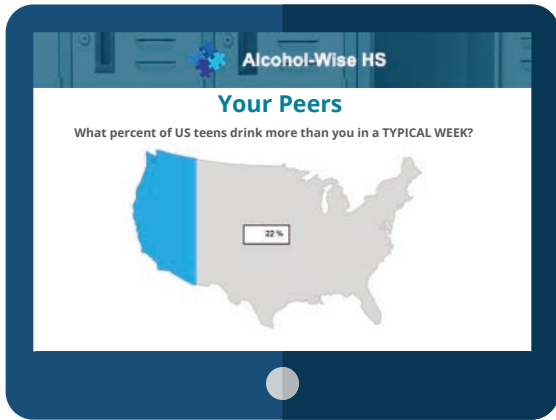 Alcohol-Wise HS
Your Peers
What percent of US teens drink more than you in a TYPICAL WEEK?
22 %